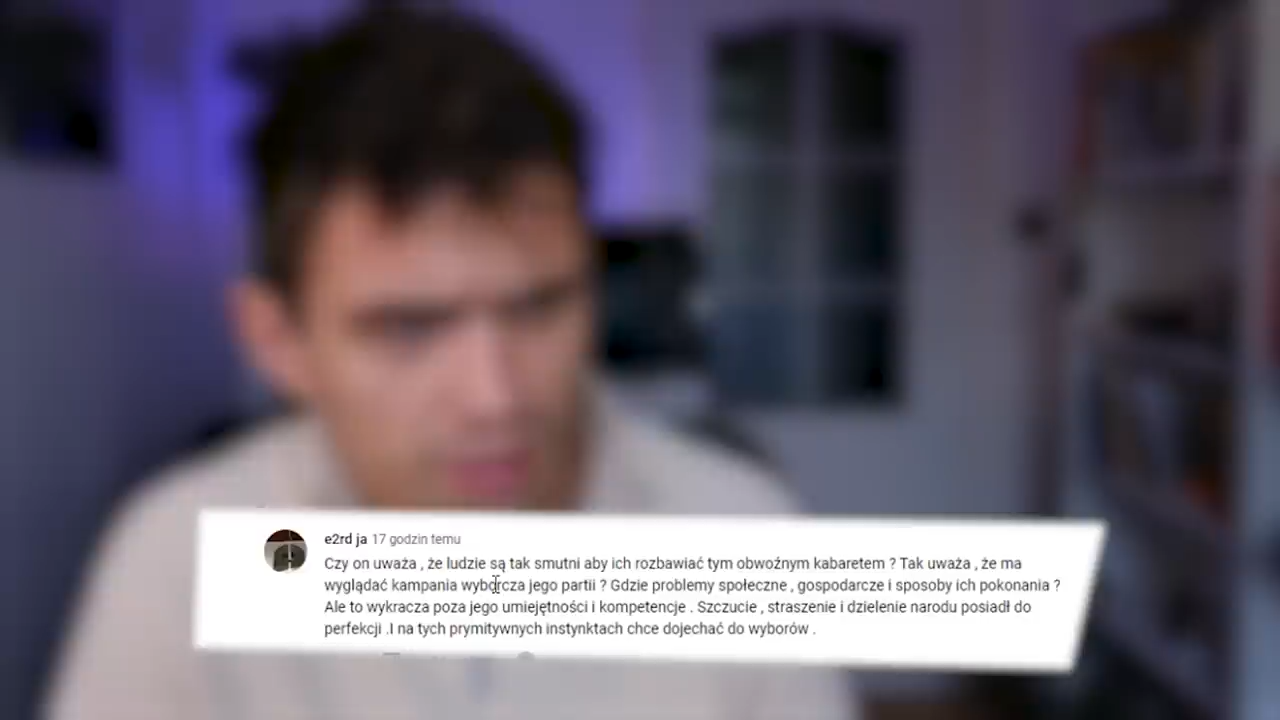 e2rd ja 17 godzin temu
Czy on uważa , że ludzie są tak smutni aby ich rozbawiać tym obwoźnym kabaretem ? Tak uważa , że ma
wyglądać kampania wyborcza jego partii ? Gdzie problemy społeczne , gospodarcze i sposoby ich pokonania ?
Ale to wykracza poza jego umiejętności i kompetencje . Szczucie , straszenie i dzielenie narodu posiadł do
perfekcji .I na tych prymitywnych instynktach chce dojechać do wyborów .